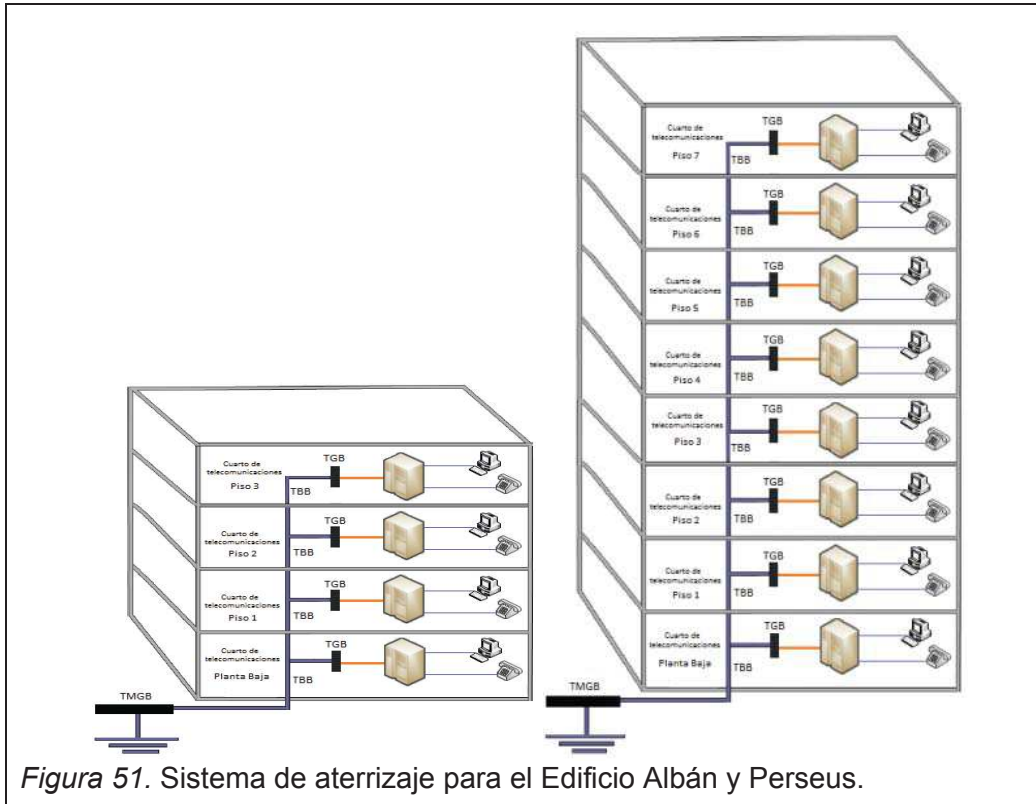 Cuarto de
telecomunicaciones
Piso 3
TGB
TBB
Cuarto de
telecomunicaciones
Piso 2
TGB
TBB
Cuarto de
telecomunicaciones
Piso 1
TGB
TBB
Cuarto de
telecomunicaciones
Planta Baja
TGB
TBB
TMGB
Cuarto de
telecomunicaciones
Piso 7
TGB
TBB
Cuarto de
telecomunicaciones
Piso 6
TGB
TBB
Cuarto de
telecomunicaciones
Piso 5
TGB
TBB
Cuarto de
telecomunicaciones
Piso 4
TGB
TBB
Cuarto de
telecomunicaciones
Piso 3
TGB
TBB
Cuarto de
telecomunicaciones
Piso 2
TGB
TBB
Cuarto de
telecomunicaciones
Piso 1
TGB
TBB
Cuarto de
telecomunicaciones
Planta Baja
TGB
TBB
TMGB
Figura 51. Sistema de aterrizaje para el Edificio Albán y Perseus.